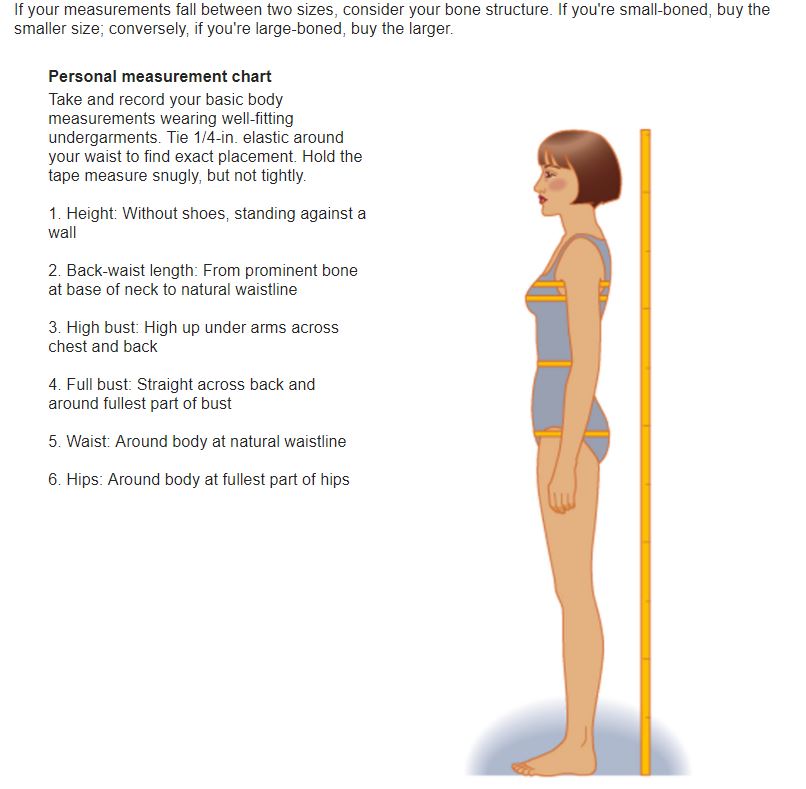 If your measurements fall between two sizes, consider your bone structure. If you're small-boned, buy the
smaller size; conversely, if you're large-boned, buy the larger.
Personal measurement chart
Take and record your basic body
measurements wearing well-fitting
undergarments. Tie 1/4-in. elastic around
your waist to find exact placement. Hold the
tape measure snugly, but not tightly.
1. Height: Without shoes, standing against a
wall
2. Back-waist length: From prominent bone
at base of neck to natural waistline
3. High bust: High up under arms across
chest and back
4. Full bust: Straight across back and
around fullest part of bust
5. Waist: Around body at natural waistline
6. Hips: Around body at fullest part of hips